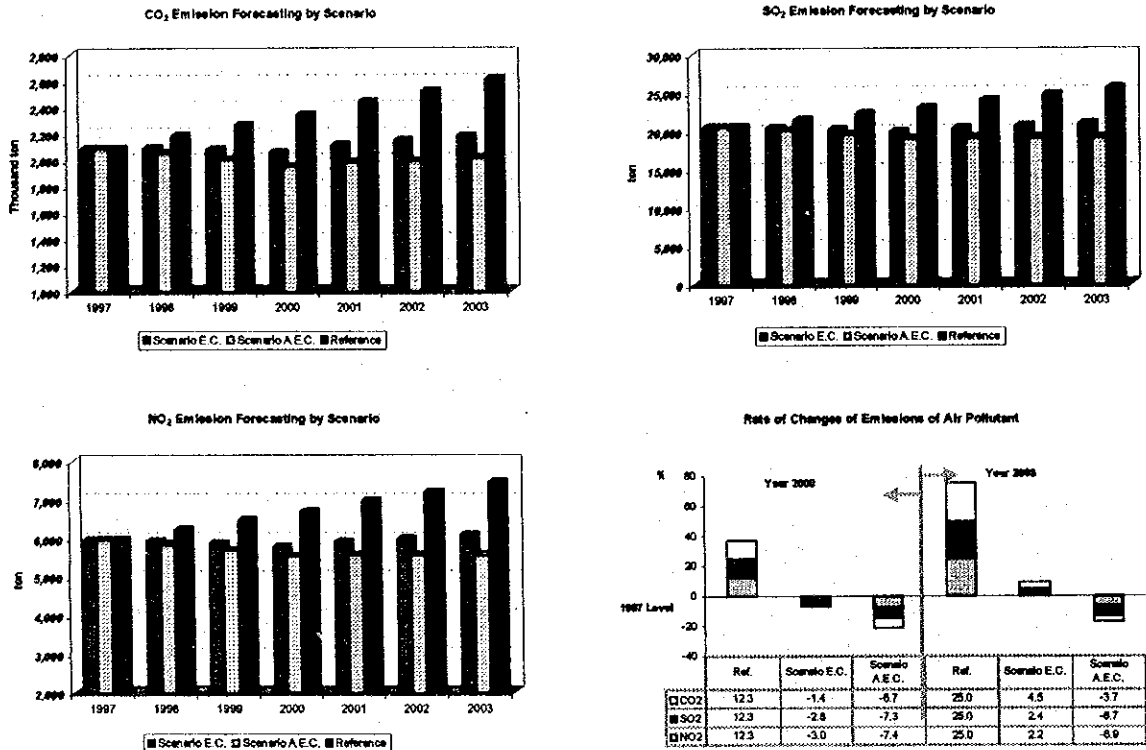 CO₂ Emission Forecasting by Scenario
Thousand ton
2,800
2,600
2,400
2,200
2,000
1,800
1,600
1,400
1,200
1,000
1997 1998 1999 2000 2001 2002 2003
Scenario E.C. Scenario A.E.C. Reference
SO₂ Emission Forecasting by Scenario
ton
30,000
25,000
20,000
15,000
10,000
5,000
0
1997 1998 1999 2000 2001 2002 2003
Scenario E.C. Scenario A.E.C. Reference
NO₂ Emission Forecasting by Scenario
ton
8,000
7,000
6,000
5,000
4,000
3,000
2,000
1997 1998 1999 2000 2001 2002 2003
Scenario E.C. Scenario A.E.C. Reference
Rate of Changes of Emissions of Air Pollutant
%
80
60
40
20
0
-20
-40
Year
Year
1997 Level
Ref. Scenario E.C. Scenario A.E.C. Ref. Scenario E.C. Scenario A.E.C.
CO2 12.3 -1.4 -6.7 25.0 4.5 -3.7
SO2 12.3 -2.8 -7.3 25.0 2.4 -6.7
NO2 12.3 -3.0 -7.4 25.0 2.2 -6.9